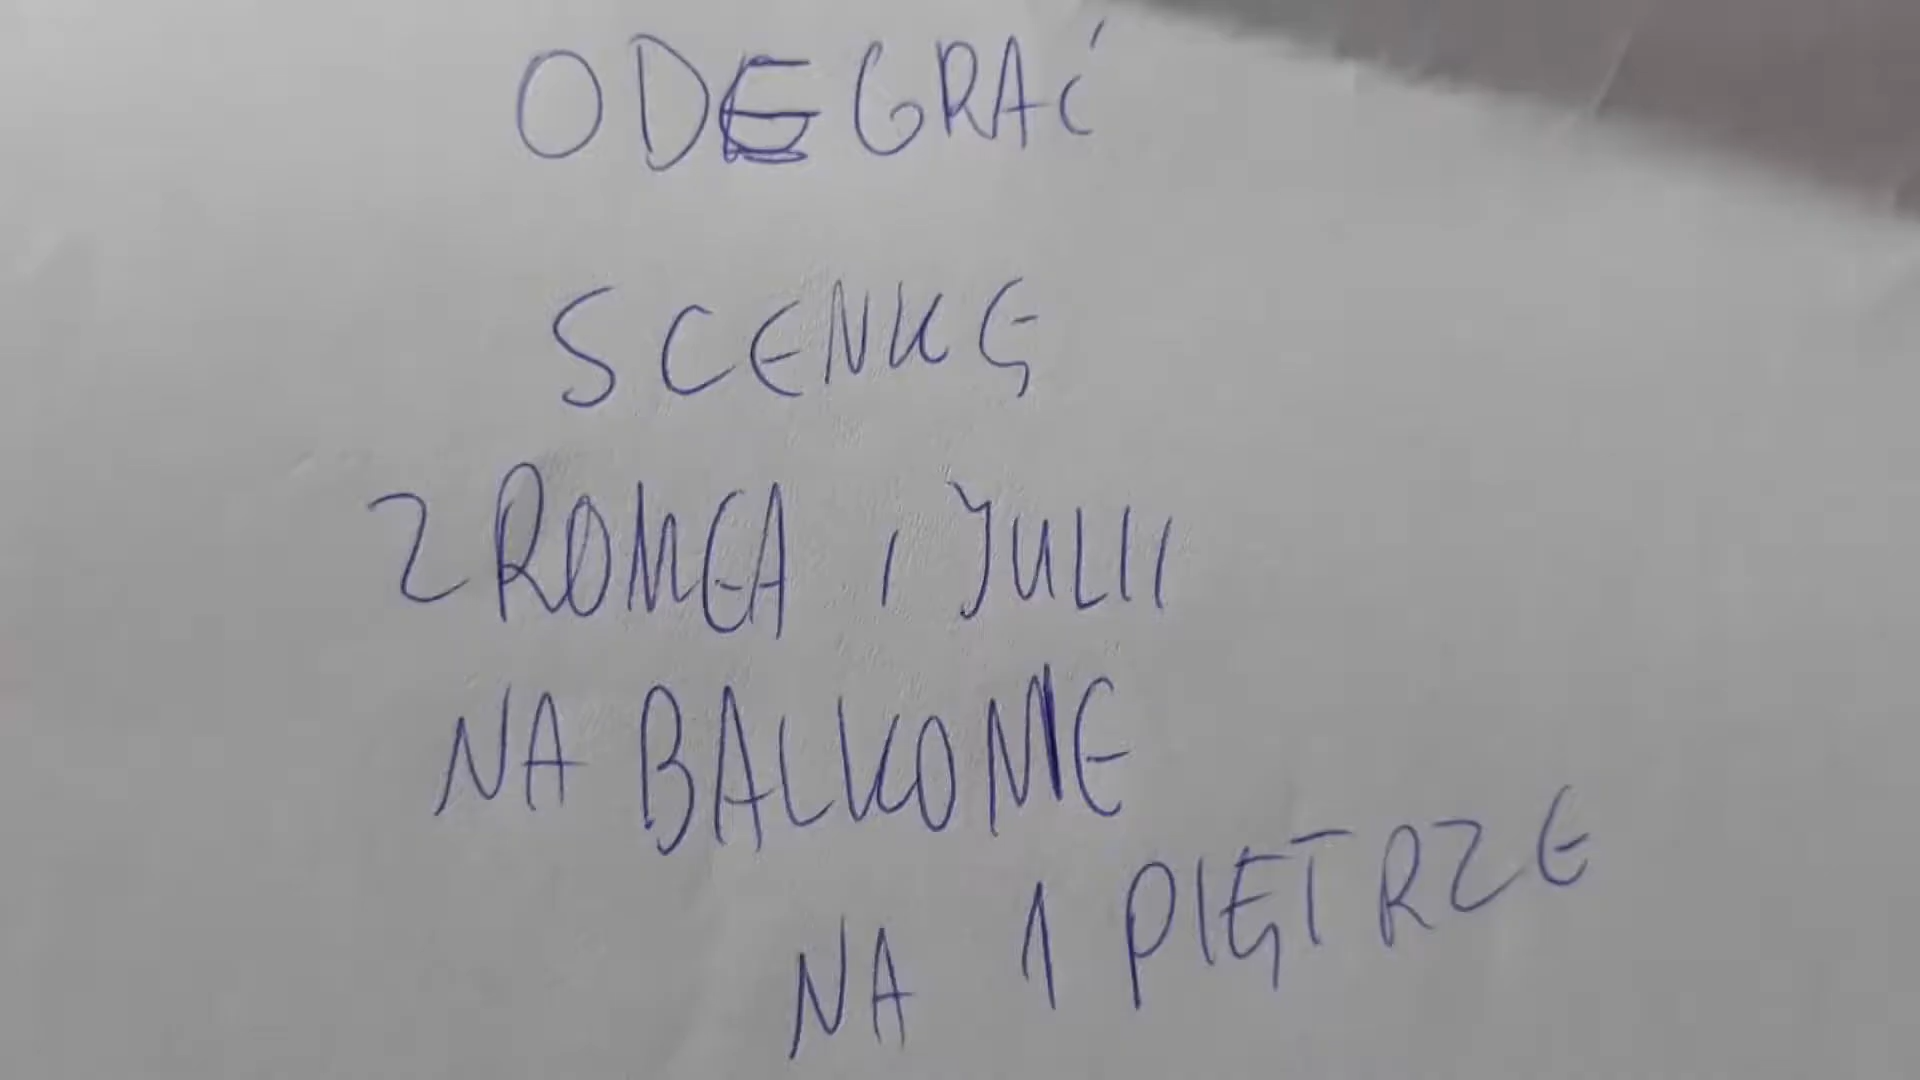 ODEGRAĆ
SCENKĘ
Z ROMEA i JULII
NA BALKONIE
NA 1 PIĘTRZE